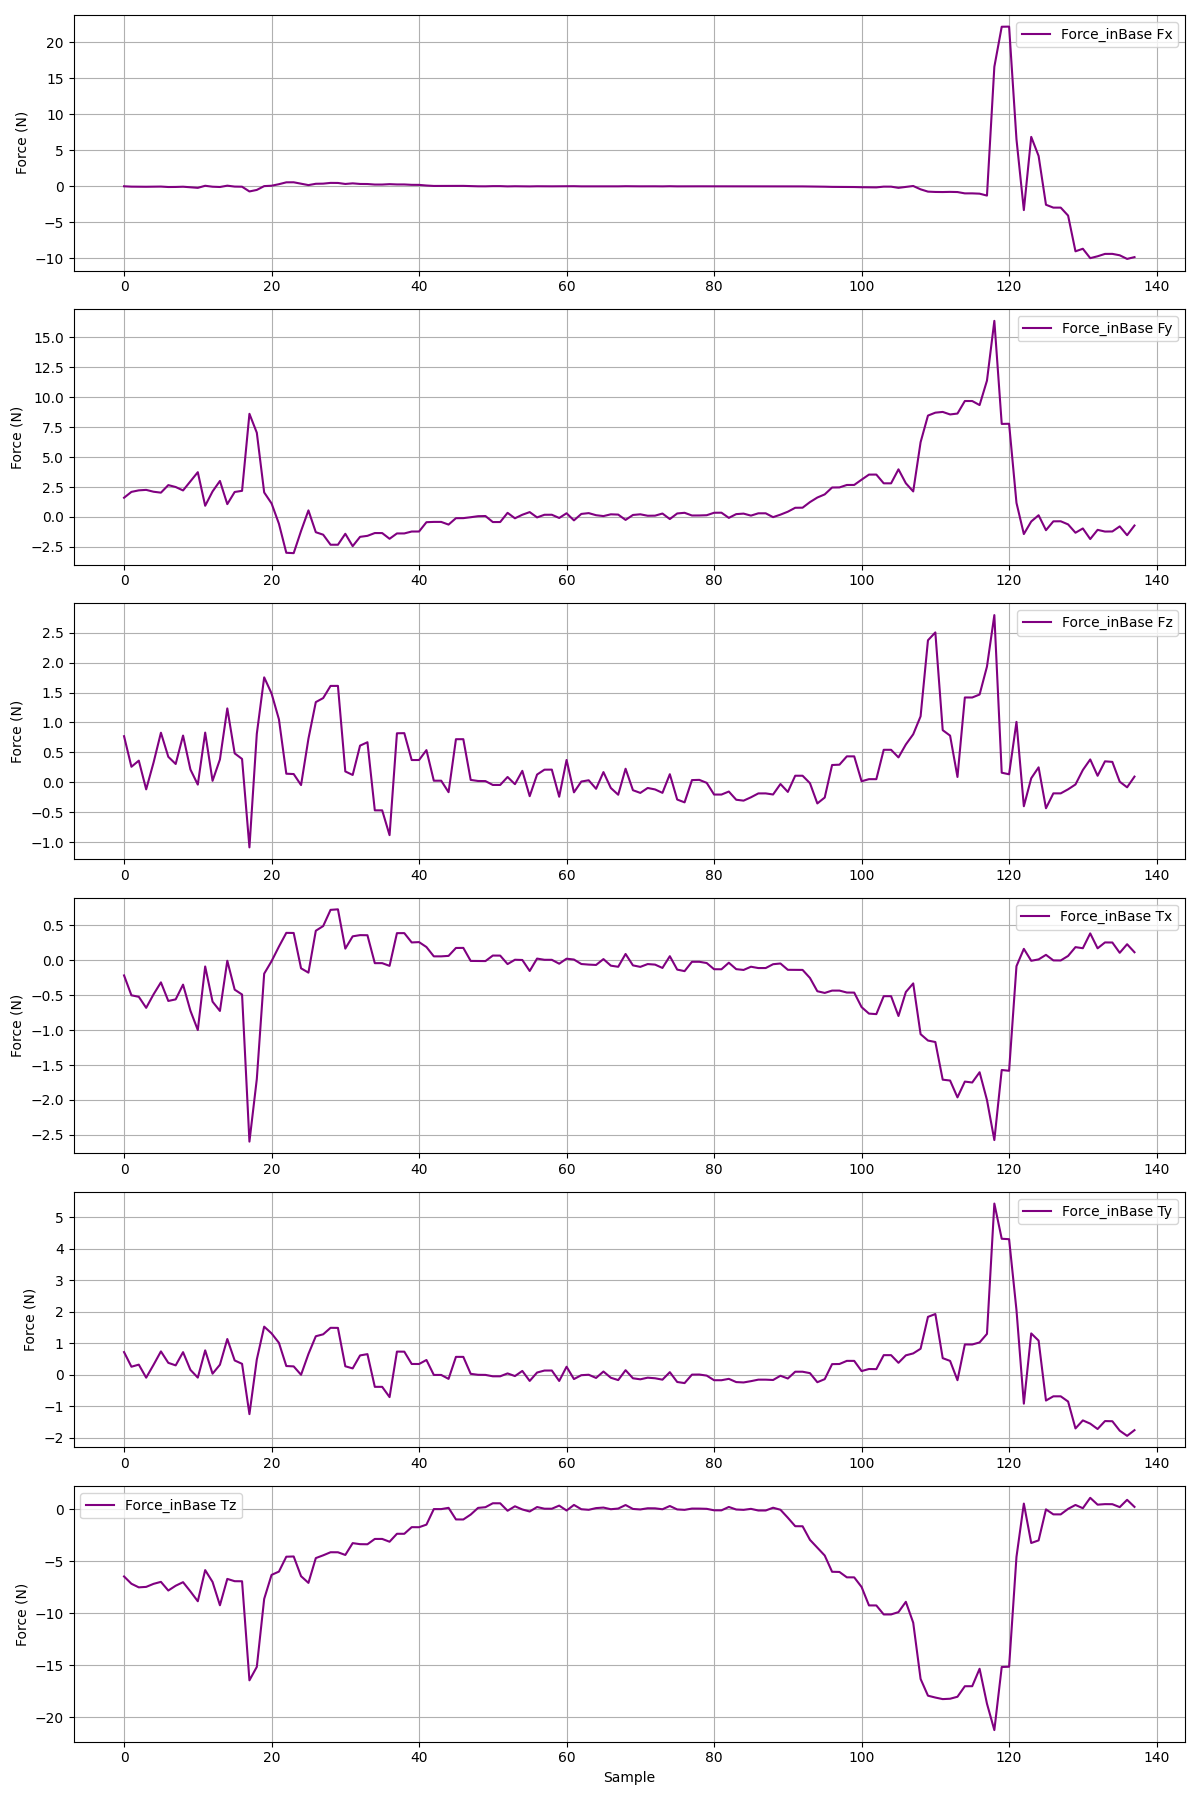 Force_inBase Fx
Force (N)
20
15
10
5
0
−5
−10
0 20 40 60 80 100 120 140
Force_inBase Fy
Force (N)
15.0
12.5
10.0
7.5
5.0
2.5
0.0
−2.5
0 20 40 60 80 100 120 140
Force_inBase Fz
Force (N)
2.5
2.0
1.5
1.0
0.5
0.0
−0.5
−1.0
0 20 40 60 80 100 120 140
Force_inBase Tx
Force (N)
0.5
0.0
−0.5
−1.0
−1.5
−2.0
−2.5
0 20 40 60 80 100 120 140
Force_inBase Ty
Force (N)
5
4
3
2
1
0
−1
−2
0 20 40 60 80 100 120 140
Force_inBase Tz
Force (N)
0
−5
−10
−15
−20
0 20 40 60 80 100 120 140
Sample